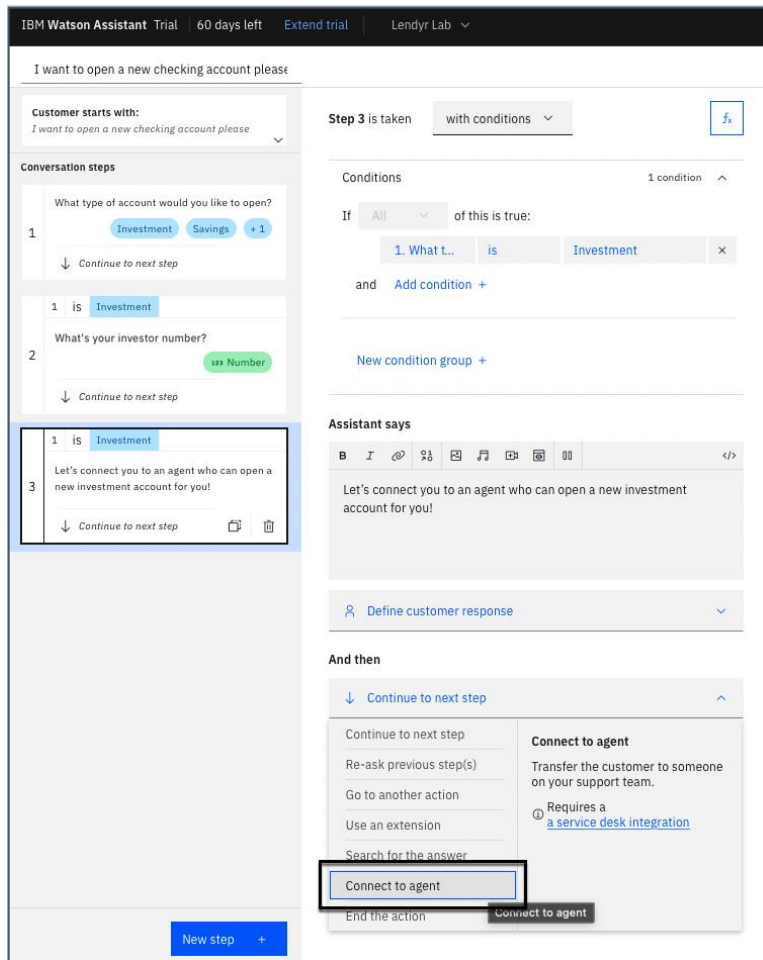 IBM Watson Assistant Trial 60 days left Extend trial Lendyr Lab
I want to open a new checking account please
Customer starts with:
I want to open a new checking account please
Conversation steps
1
What type of account would you like to open?
Investment Savings + 1
Continue to next step
2
1 is Investment
What's your investor number?
123 Number
Continue to next step
3
1 is Investment
Let's connect you to an agent who can open a
new investment account for you!
Continue to next step
New step +
Step 3 is taken with conditions fx
Conditions 1 condition
If All of this is true:
1. What t... is Investment ×
and Add condition +
New condition group +
Assistant says
B I </>
Let's connect you to an agent who can open a new investment
account for you!
Define customer response
And then
Continue to next step
Continue to next step
Re-ask previous step(s)
Go to another action
Use an extension
Search for the answer
Connect to agent
End the action
Connect to agent
Connect to agent
Transfer the customer to someone
on your support team.
Requires a
a service desk integration